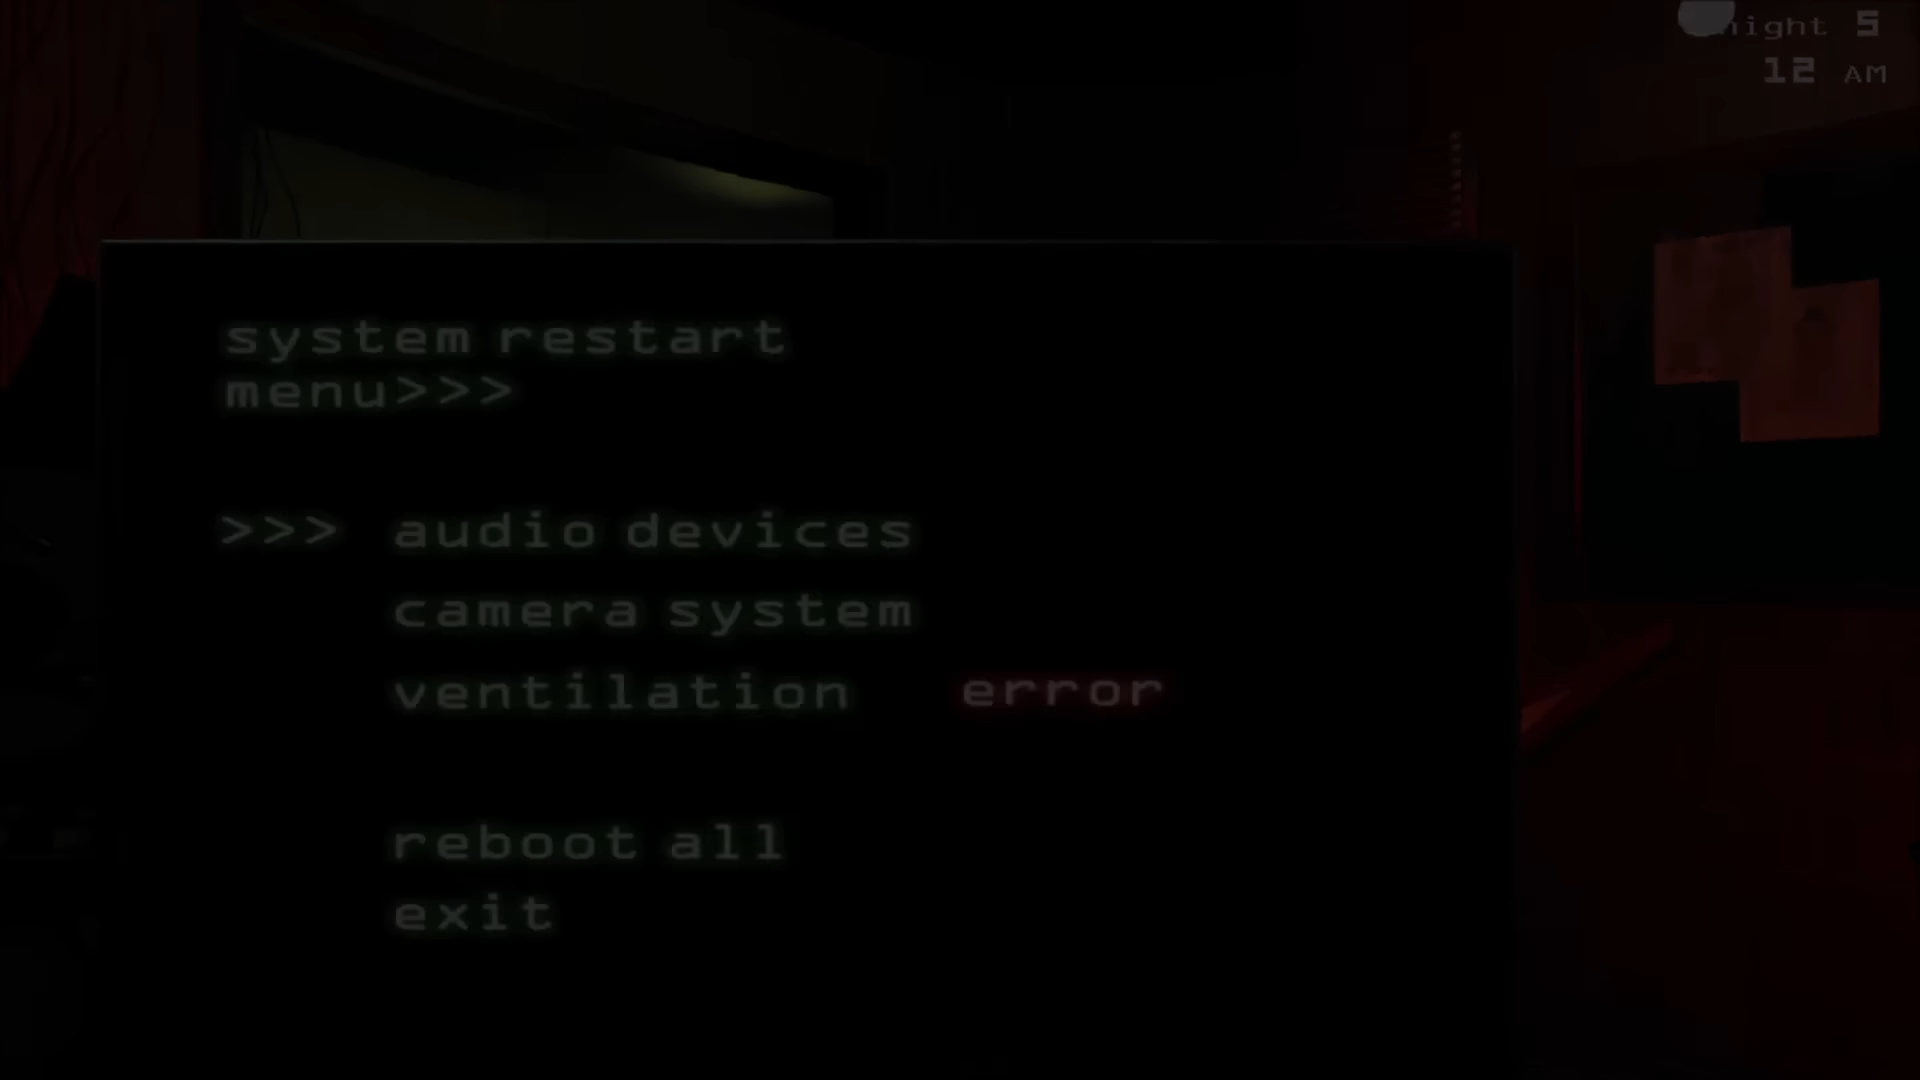 night 5
12 AM
system restart
menu>>>
>>> audio devices
camera system
ventilation error
reboot all
exit